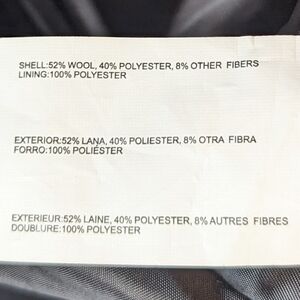 SHELL:52% WOOL, 40% POLYESTER, 8% OTHER FIBERS
LINING:100% POLYESTER
EXTERIOR:52% LANA, 40% POLIESTER, 8% OTRA FIBRA
FORRO:100% POLIÉSTER
EXTERIEUR:52% LAINE, 40% POLYESTER, 8% AUTRES FIBRES
DOUBLURE:100% POLYESTER